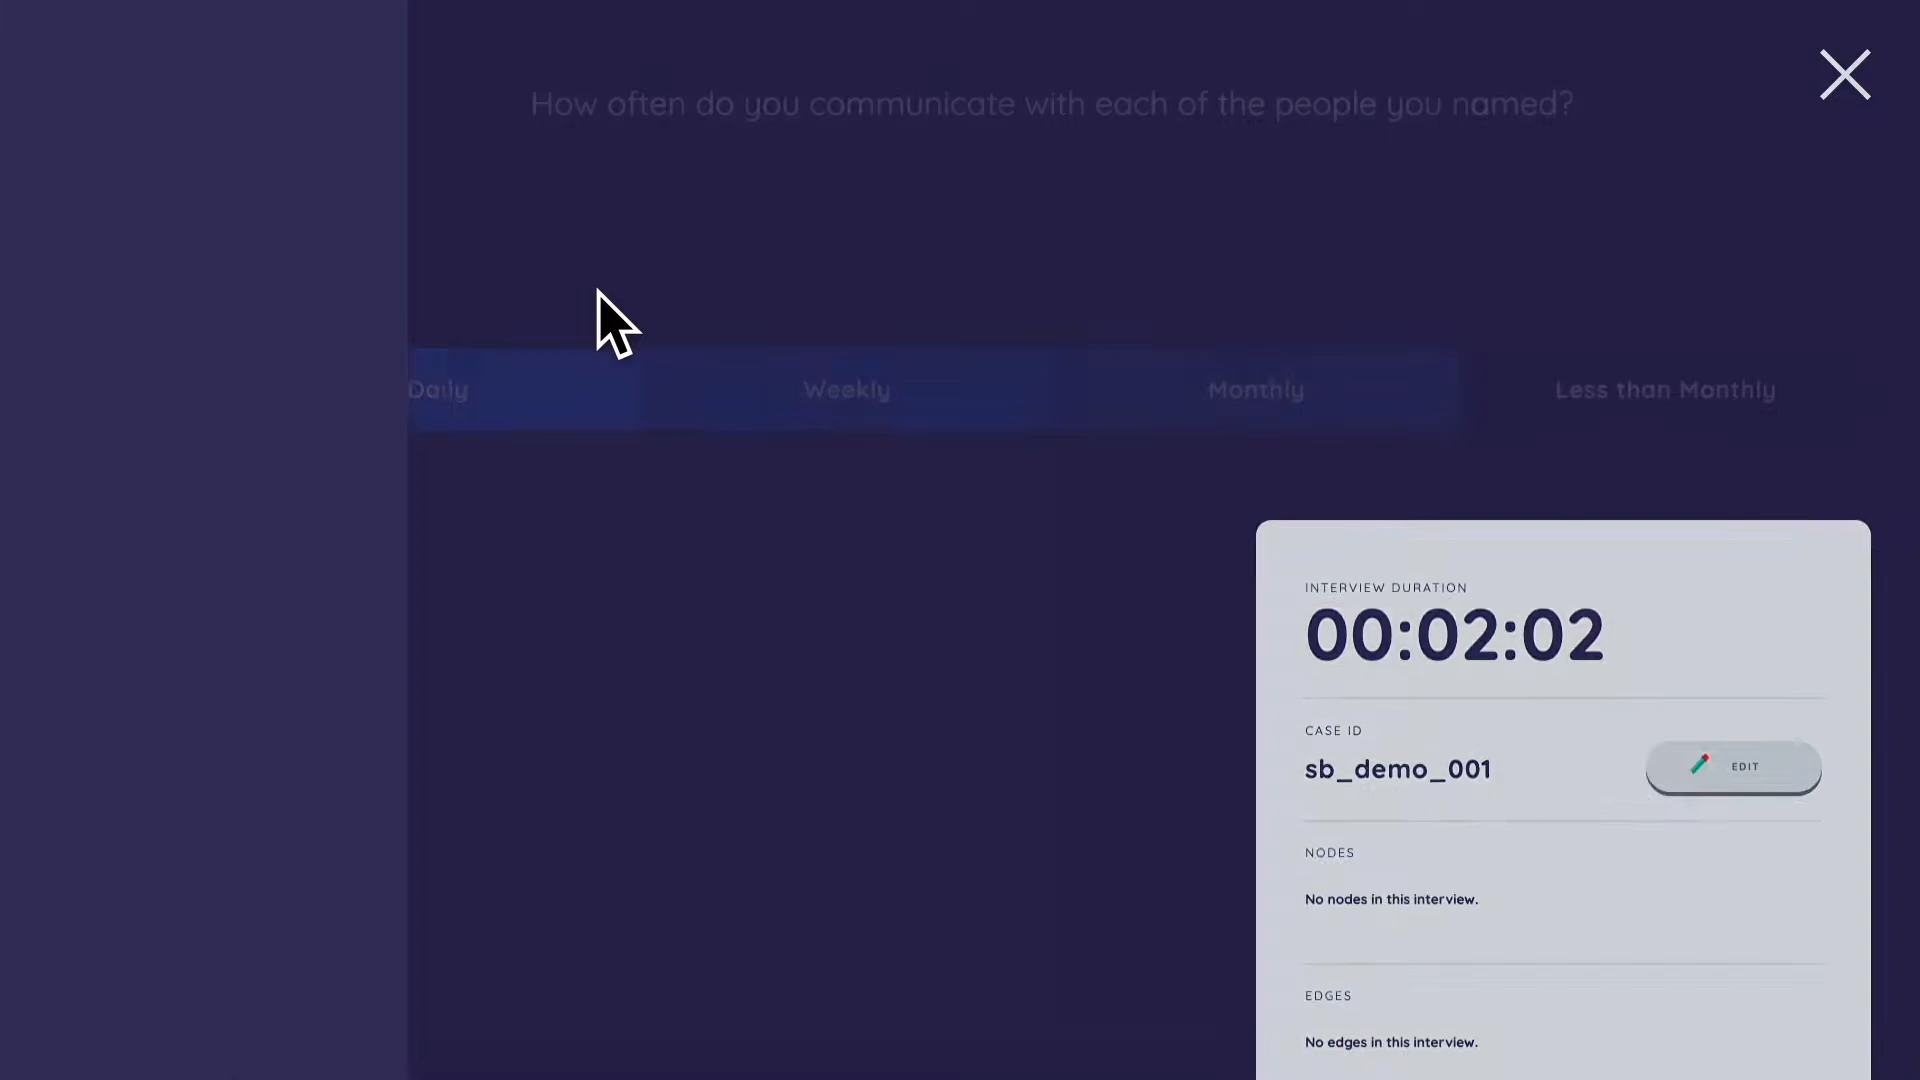 How often do you communicate with each of the people you named?
Daily
Weekly
Monthly
Less than Monthly
INTERVIEW DURATION
00:02:02
CASE ID
sb_demo_001
EDIT
NODES
No nodes in this interview.
EDGES
No edges in this interview.